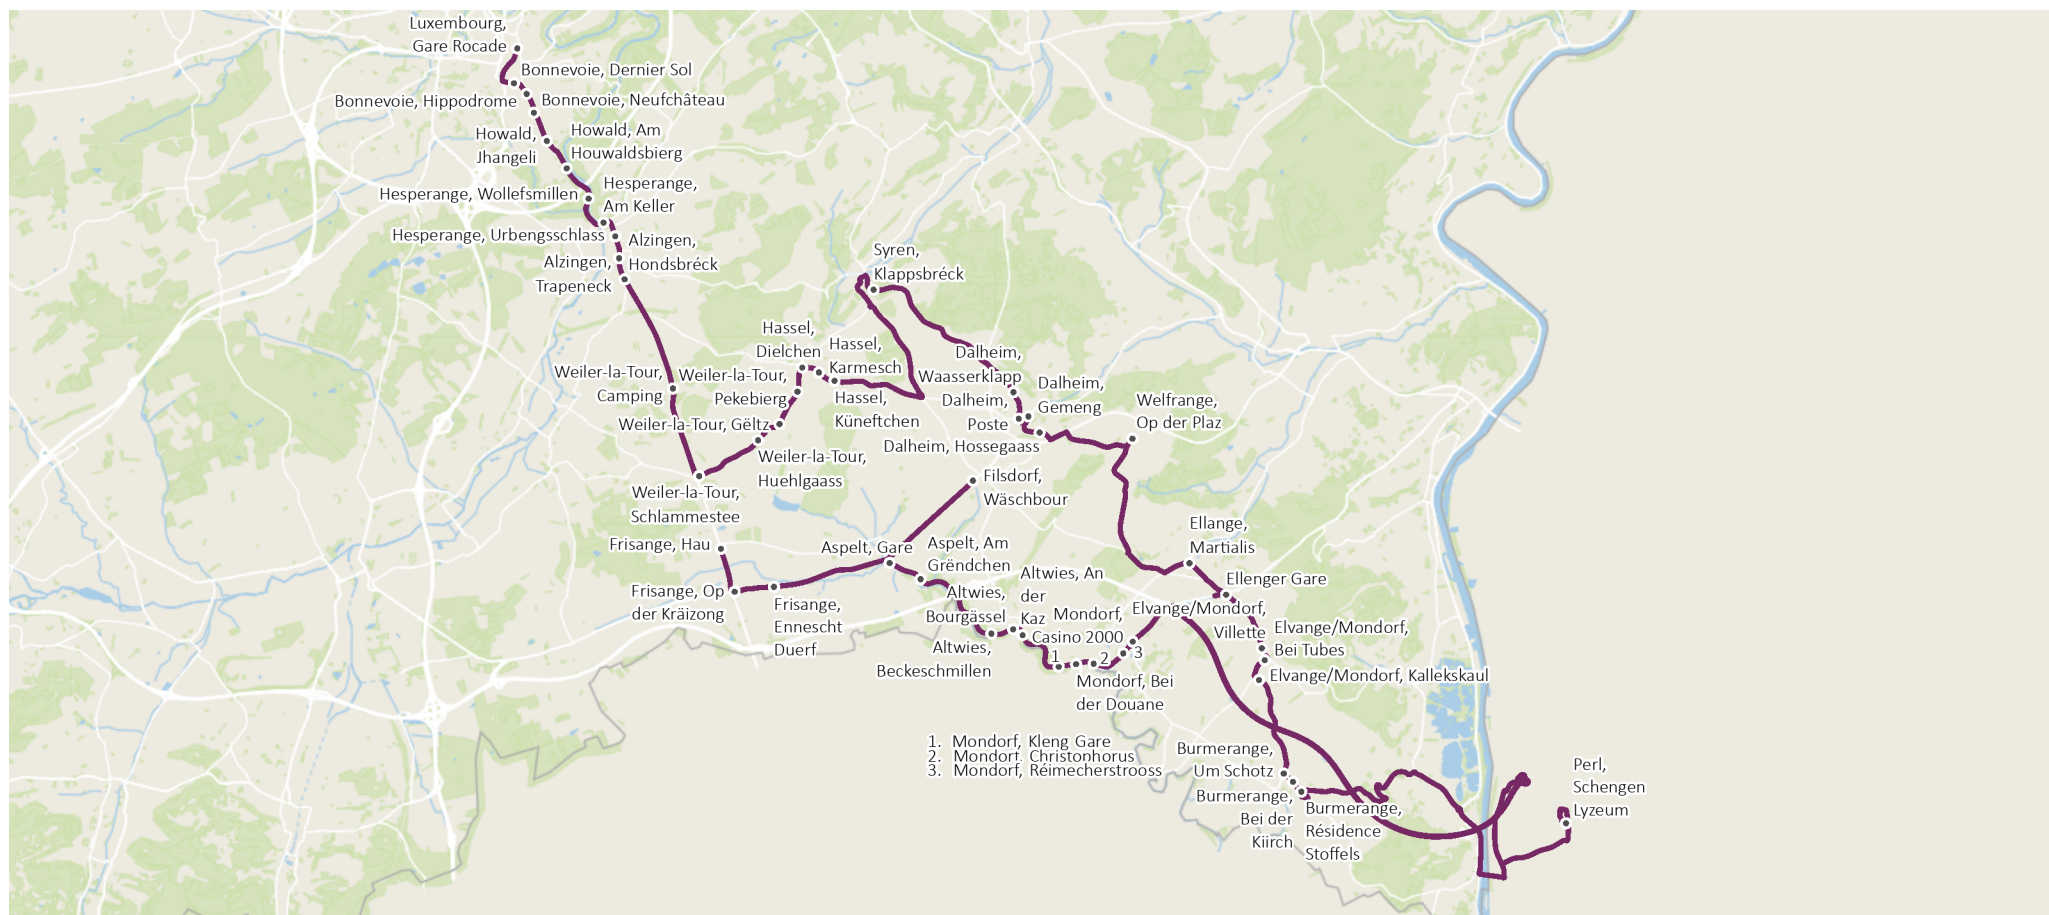 Luxembourg,
Gare Rocade
Bonnevoie, Dernier Sol
Bonnevoie, Hippodrome
Bonnevoie, Neufchâteau
Howald,
Jhangeli
Howald, Am
Houwaldsbierg
Hesperange, Wollefsmillen
Hesperange,
Am Keller
Hesperange, Urbengsschlass
Alzingen,
Hondsbréck
Alzingen,
Trapeneck
Syren,
Klappsbréck
Hassel,
Dielchen
Hassel,
Karmesch
Weiler-la-Tour,
Camping
Weiler-la-Tour,
Pekebierg
Hassel,
Küneftchen
Weiler-la-Tour, Gëltz
Weiler-la-Tour,
Huehlgaass
Weiler-la-Tour,
Schlammestee
Dalheim,
Waasserklapp
Dalheim,
Gemeng
Dalheim,
Poste
Dalheim, Hossegaass
Welfrange,
Op der Plaz
Filsdorf,
Wäschbour
Frisange, Hau
Aspelt, Gare
Aspelt, Am
Grëndchen
Frisange, Op
der Kräizong
Frisange,
Ennescht
Duerf
Altwies,
Bourgässel
Altwies, An
der
Kaz
Altwies,
Beckeschmillen
Mondorf,
Casino 2000
1
2
3
Mondorf, Bei
der Douane
Ellange,
Martialis
Ellenger Gare
Elvange/Mondorf,
Villette
Elvange/Mondorf,
Bei Tubes
Elvange/Mondorf, Kallekskaul
1. Mondorf, Kleng Gare
2. Mondorf, Christophorus
3. Mondorf, Réimecherstrooss
Burmerange,
Um Schotz
Burmerange,
Bei der
Kiirch
Burmerange,
Résidence
Stoffels
Perl,
Schengen
Lyzeum